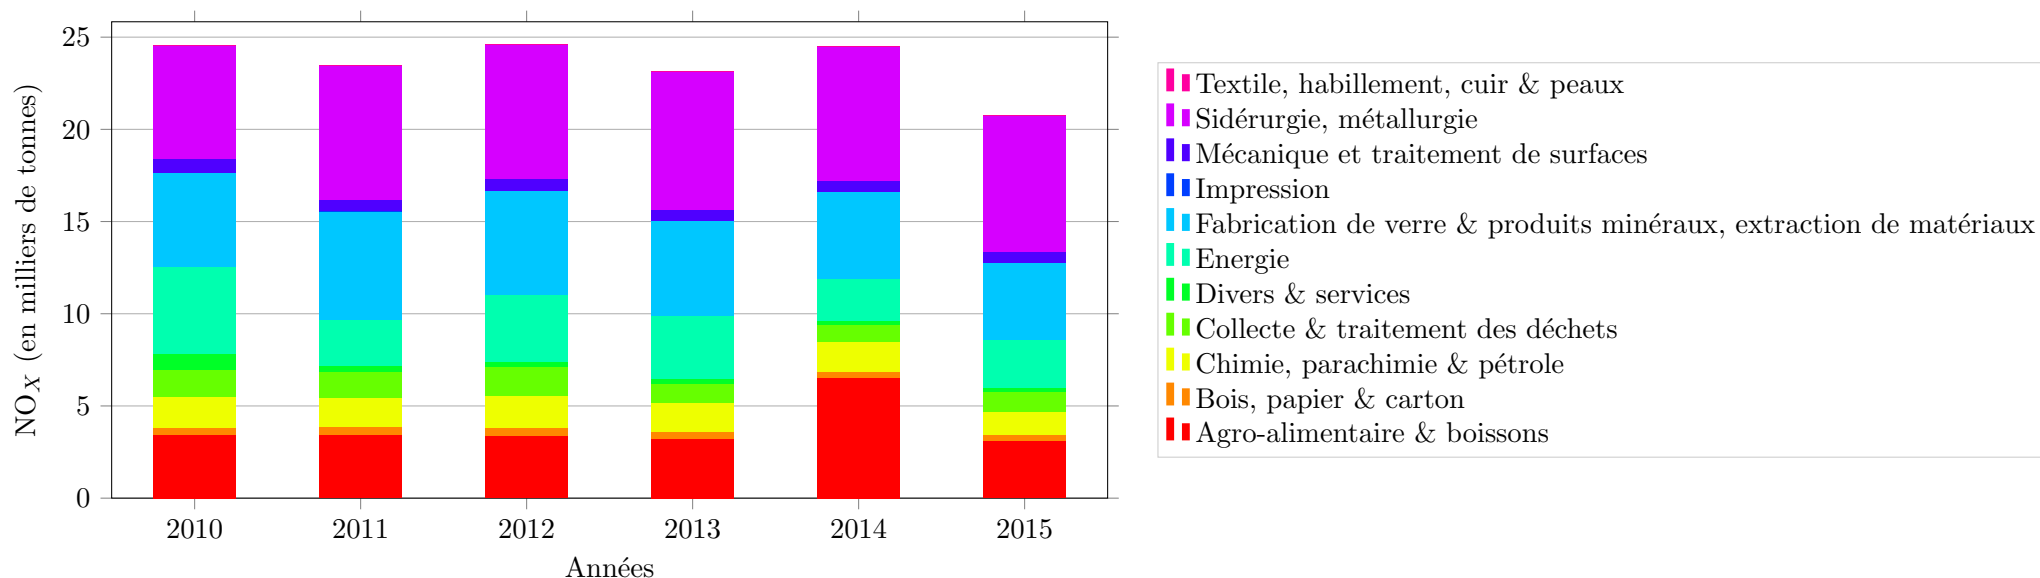 25
20
15
10
5
0
NOX (en milliers de tonnes)
2010 2011 2012 2013 2014 2015
Années
Textile, habillement, cuir & peaux
Sidérurgie, métallurgie
Mécanique et traitement de surfaces
Impression
Fabrication de verre & produits minéraux, extraction de matériaux
Energie
Divers & services
Collecte & traitement des déchets
Chimie, parachimie & pétrole
Bois, papier & carton
Agro-alimentaire & boissons